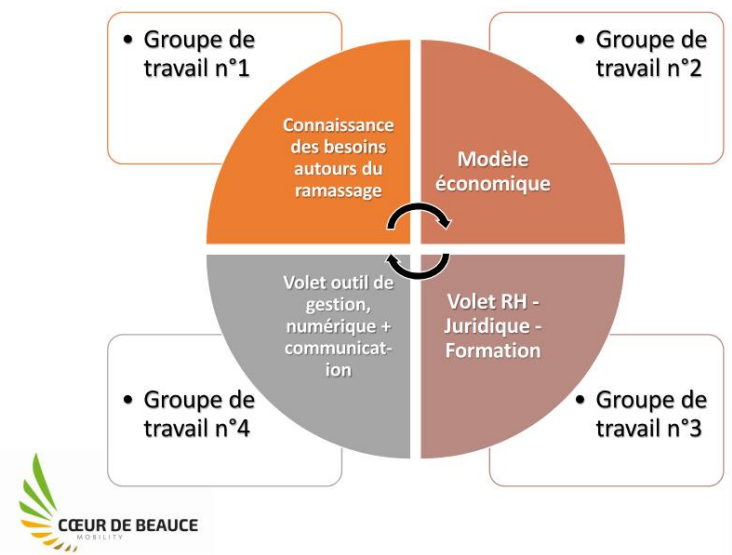 • Groupe de
travail n°1
• Groupe de
travail n°2
Connaissance
des besoins
autours du
ramassage
Modèle
économique
Volet outil de
gestion,
numérique +
communicat-
ion
Volet RH -
Juridique -
Formation
• Groupe de
travail n°4
• Groupe de
travail n°3
CŒUR DE BEAUCE
MOBILITY